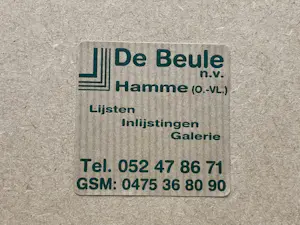 De Beule
n.v.
Hamme (O.-VL.)
Lijsten
Inlijstingen
Galerie
Tel. 052 47 86 71
GSM: 0475 36 80 90